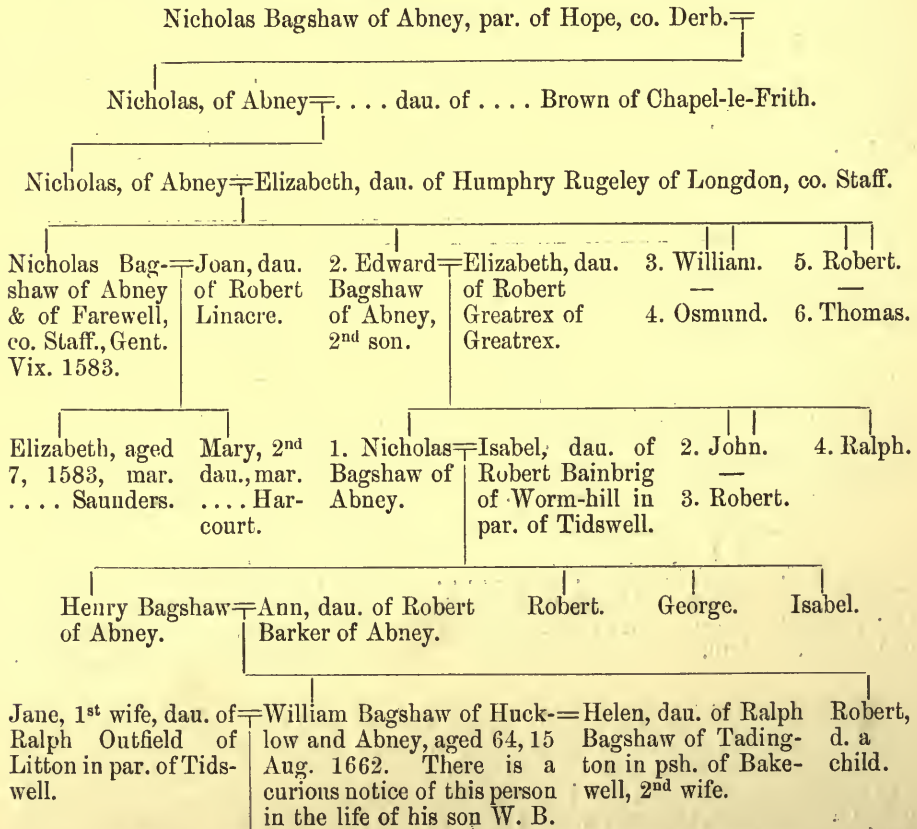 Nicholas Bagshaw of Abney, par. of Hope, co. Derb.
Nicholas, of Abney . . . . dau. of . . . . Brown of Chapel-le-Frith.
Nicholas, of Abney Elizabeth, dau. of Humphry Rugeley of Longdon, co. Staff.
Nicholas Bag-
shaw of Abney
& of Farewell,
co. Staff., Gent.
Vix. 1583.
Joan, dau.
of Robert
Linacre.
2. Edward
Bagshaw
of Abney,
2nd son.
Elizabeth, dau.
of Robert
Greatrex of
Greatrex.
3. William.
—
4. Osmund.
5. Robert.
—
6. Thomas.
Elizabeth, aged
7, 1583, mar.
. . . . Saunders.
Mary, 2nd
dau., mar.
. . . . Har-
court.
1. Nicholas
Bagshaw of
Abney.
Isabel, dau. of
Robert Bainbrig
of Worm-hill in
par. of Tidswell.
2. John.
—
3. Robert.
4. Ralph.
Henry Bagshaw
of Abney.
Ann, dau. of Robert
Barker of Abney.
Robert.
George.
Isabel.
Jane, 1st wife, dau. of
Ralph Outfield of
Litton in par. of Tids-
well.
William Bagshaw of Huck-
low and Abney, aged 64, 15
Aug. 1662. There is a
curious notice of this person
in the life of his son W. B.
Helen, dau. of Ralph
Bagshaw of Tading-
ton in psh. of Bake-
well, 2nd wife.
Robert,
d. a
child.